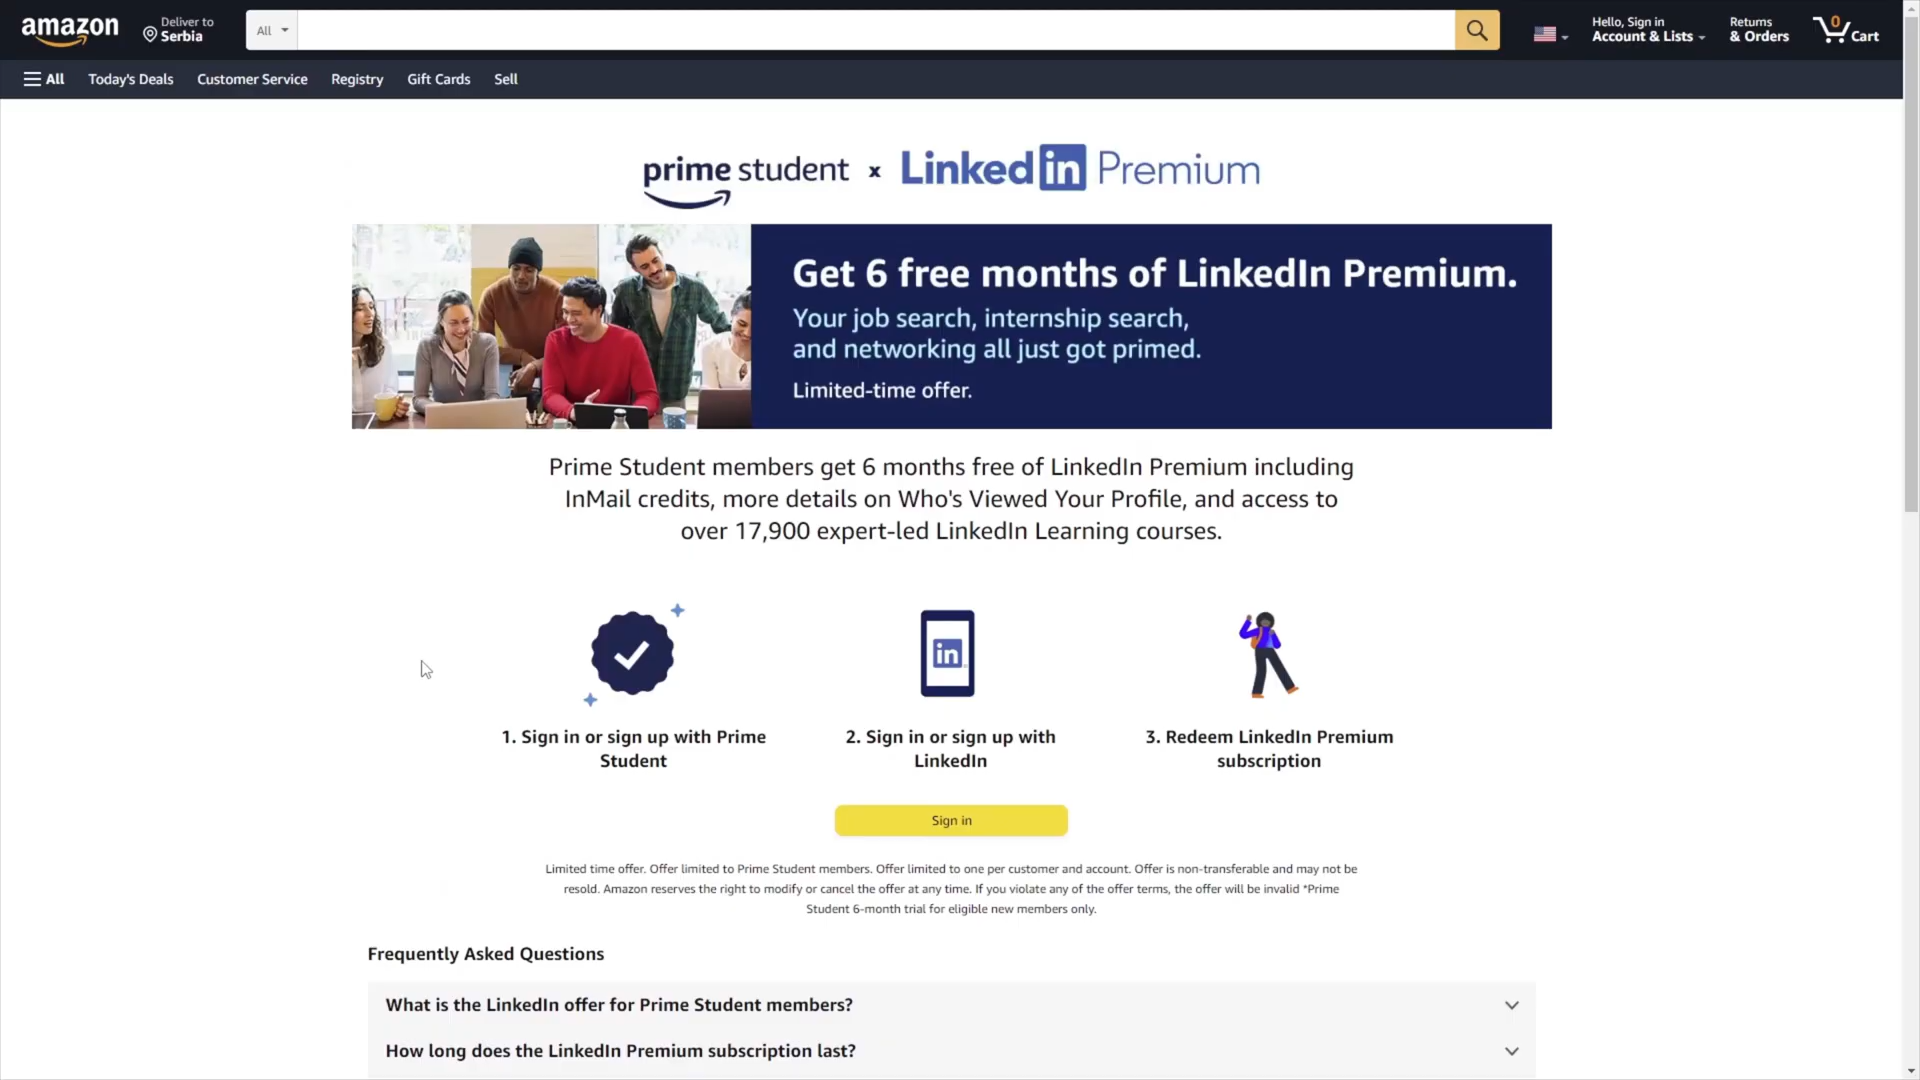 amazon
Deliver to
Serbia
All
Hello, Sign in
Account & Lists
Returns
& Orders
0
Cart
All
Today's Deals
Customer Service
Registry
Gift Cards
Sell
prime student x Linked in Premium
Get 6 free months of LinkedIn Premium.
Your job search, internship search,
and networking all just got primed.
Limited-time offer.
Prime Student members get 6 months free of LinkedIn Premium including
InMail credits, more details on Who's Viewed Your Profile, and access to
over 17,900 expert-led LinkedIn Learning courses.
in
1. Sign in or sign up with Prime
Student
2. Sign in or sign up with
LinkedIn
3. Redeem LinkedIn Premium
subscription
Sign in
Limited time offer. Offer limited to Prime Student members. Offer limited to one per customer and account. Offer is non-transferable and may not be
resold. Amazon reserves the right to modify or cancel the offer at any time. If you violate any of the offer terms, the offer will be invalid *Prime
Student 6-month trial for eligible new members only.
Frequently Asked Questions
What is the LinkedIn offer for Prime Student members?
How long does the LinkedIn Premium subscription last?